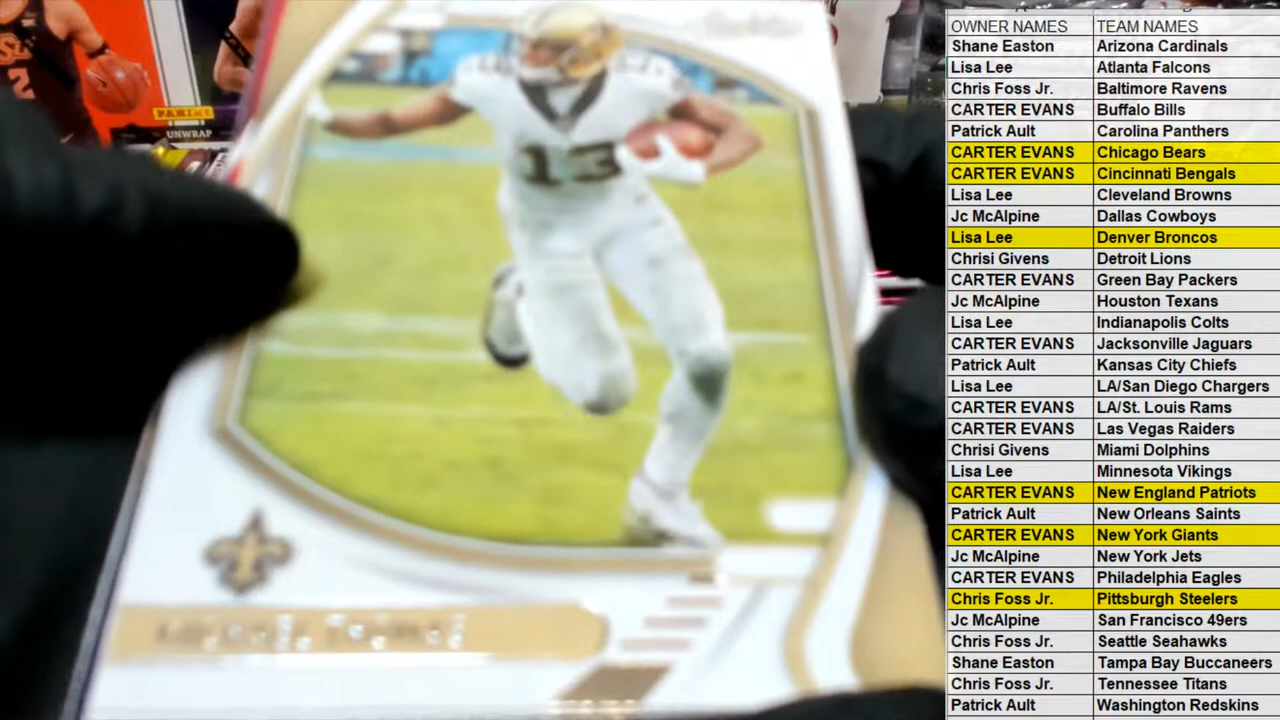 PANINI
UNWRAP
13
2
OWNER NAMES TEAM NAMES
Shane Easton Arizona Cardinals
Lisa Lee Atlanta Falcons
Chris Foss Jr. Baltimore Ravens
CARTER EVANS Buffalo Bills
Patrick Ault Carolina Panthers
CARTER EVANS Chicago Bears
CARTER EVANS Cincinnati Bengals
Lisa Lee Cleveland Browns
Jc McAlpine Dallas Cowboys
Lisa Lee Denver Broncos
Chrisi Givens Detroit Lions
CARTER EVANS Green Bay Packers
Jc McAlpine Houston Texans
Lisa Lee Indianapolis Colts
CARTER EVANS Jacksonville Jaguars
Patrick Ault Kansas City Chiefs
Lisa Lee LA/San Diego Chargers
CARTER EVANS LA/St. Louis Rams
CARTER EVANS Las Vegas Raiders
Chrisi Givens Miami Dolphins
Lisa Lee Minnesota Vikings
CARTER EVANS New England Patriots
Patrick Ault New Orleans Saints
CARTER EVANS New York Giants
Jc McAlpine New York Jets
CARTER EVANS Philadelphia Eagles
Chris Foss Jr. Pittsburgh Steelers
Jc McAlpine San Francisco 49ers
Chris Foss Jr. Seattle Seahawks
Shane Easton Tampa Bay Buccaneers
Chris Foss Jr. Tennessee Titans
Patrick Ault Washington Redskins